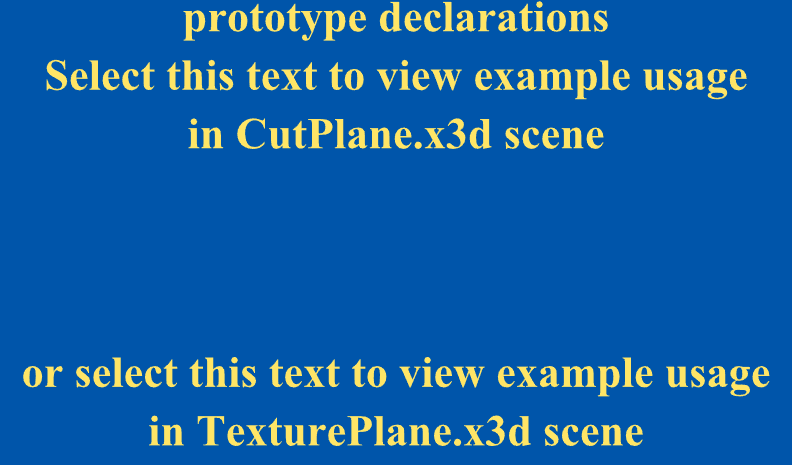 prototype declarations
Select this text to view example usage
in CutPlane.x3d scene
or select this text to view example usage
in TexturePlane.x3d scene